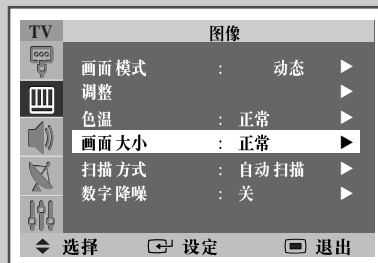 TV 图像
画面模式 : 动态
调整
色温 : 正常
画面大小 : 正常
扫描方式 : 自动扫描
数字降噪 : 关
选择 设定 退出